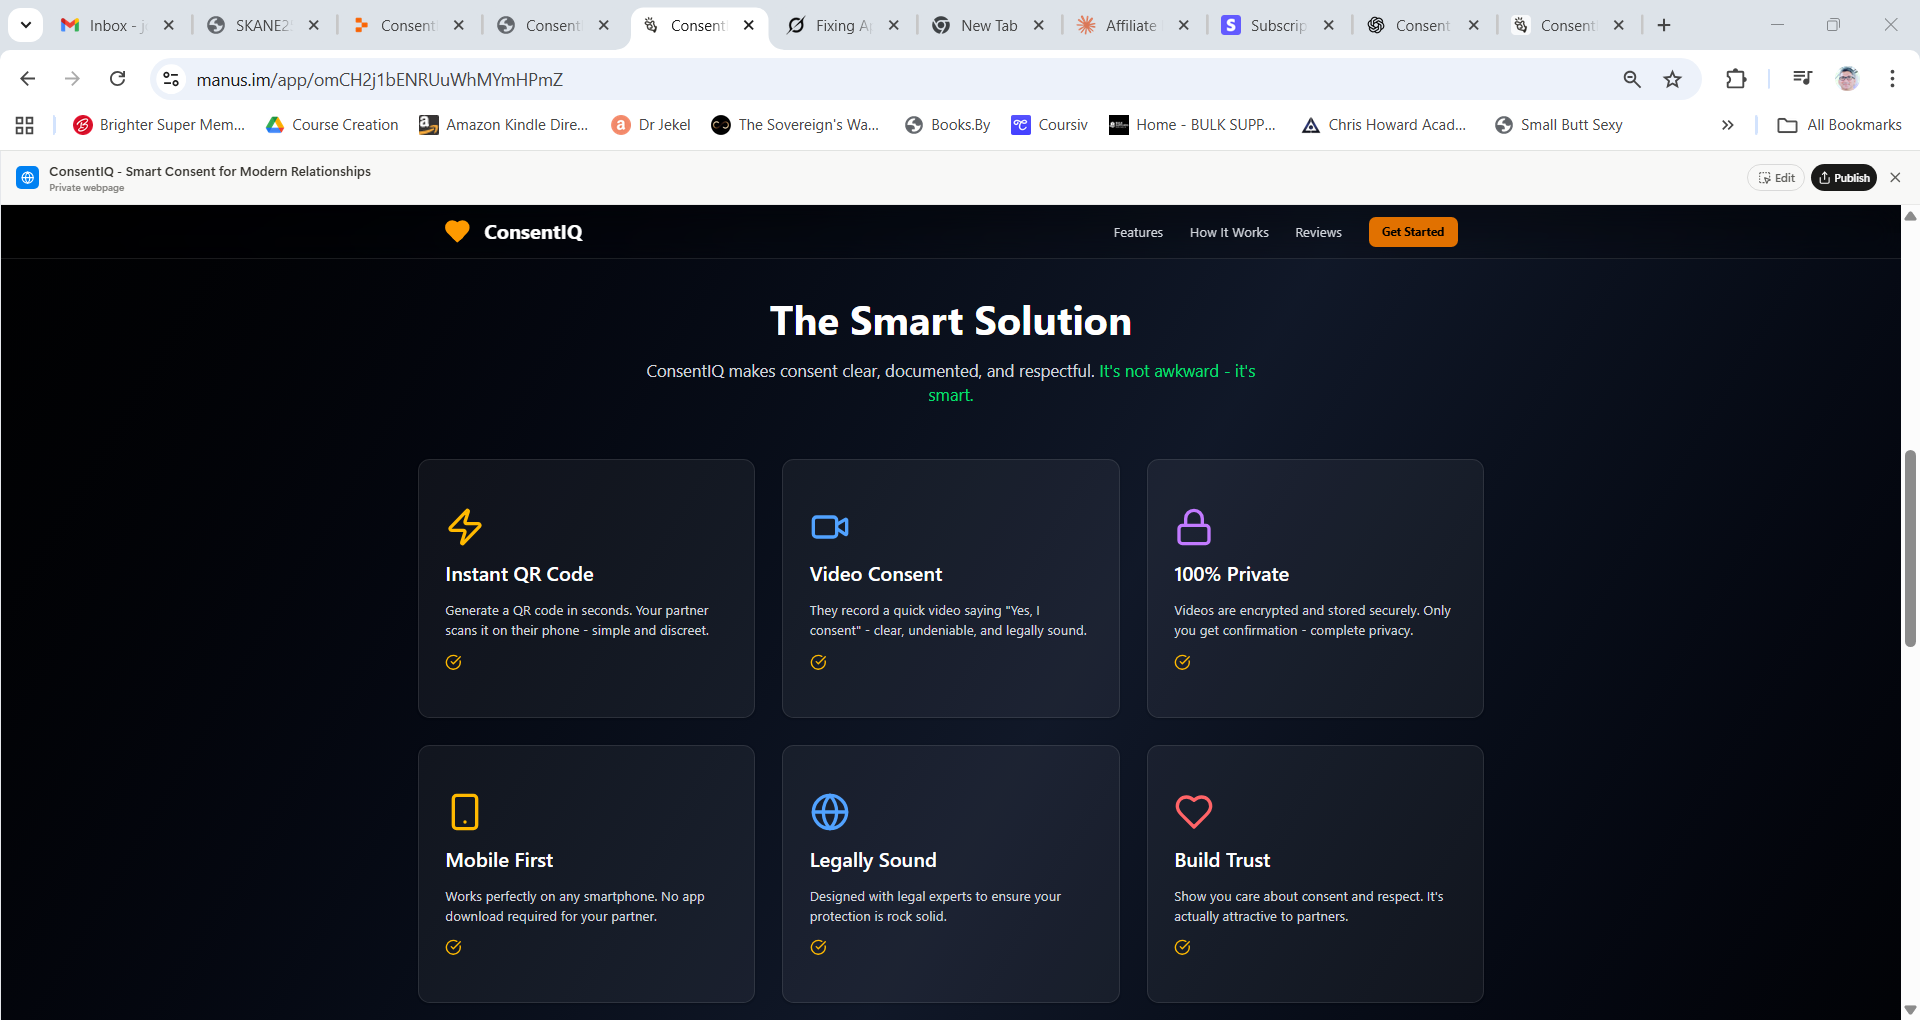 Inbox - j
SKANE2
Consent
Consent
Consent
Fixing A
New Tab
Affiliate
Subscrip
Consent
Consent
manus.im/app/omCH2j1bENRUuWhMYmHPmZ
Brighter Super Mem...
Course Creation
Amazon Kindle Dire...
Dr Jekel
The Sovereign's Wa...
Books.By
Coursiv
Home - BULK SUPP...
Chris Howard Acad...
Small Butt Sexy
All Bookmarks
ConsentIQ - Smart Consent for Modern Relationships
Private webpage
Edit
Publish
ConsentIQ
Features
How It Works
Reviews
Get Started
The Smart Solution
ConsentIQ makes consent clear, documented, and respectful. It's not awkward - it's
smart.
Instant QR Code
Generate a QR code in seconds. Your partner
scans it on their phone - simple and discreet.
Video Consent
They record a quick video saying "Yes, I
consent" - clear, undeniable, and legally sound.
100% Private
Videos are encrypted and stored securely. Only
you get confirmation - complete privacy.
Mobile First
Works perfectly on any smartphone. No app
download required for your partner.
Legally Sound
Designed with legal experts to ensure your
protection is rock solid.
Build Trust
Show you care about consent and respect. It's
actually attractive to partners.